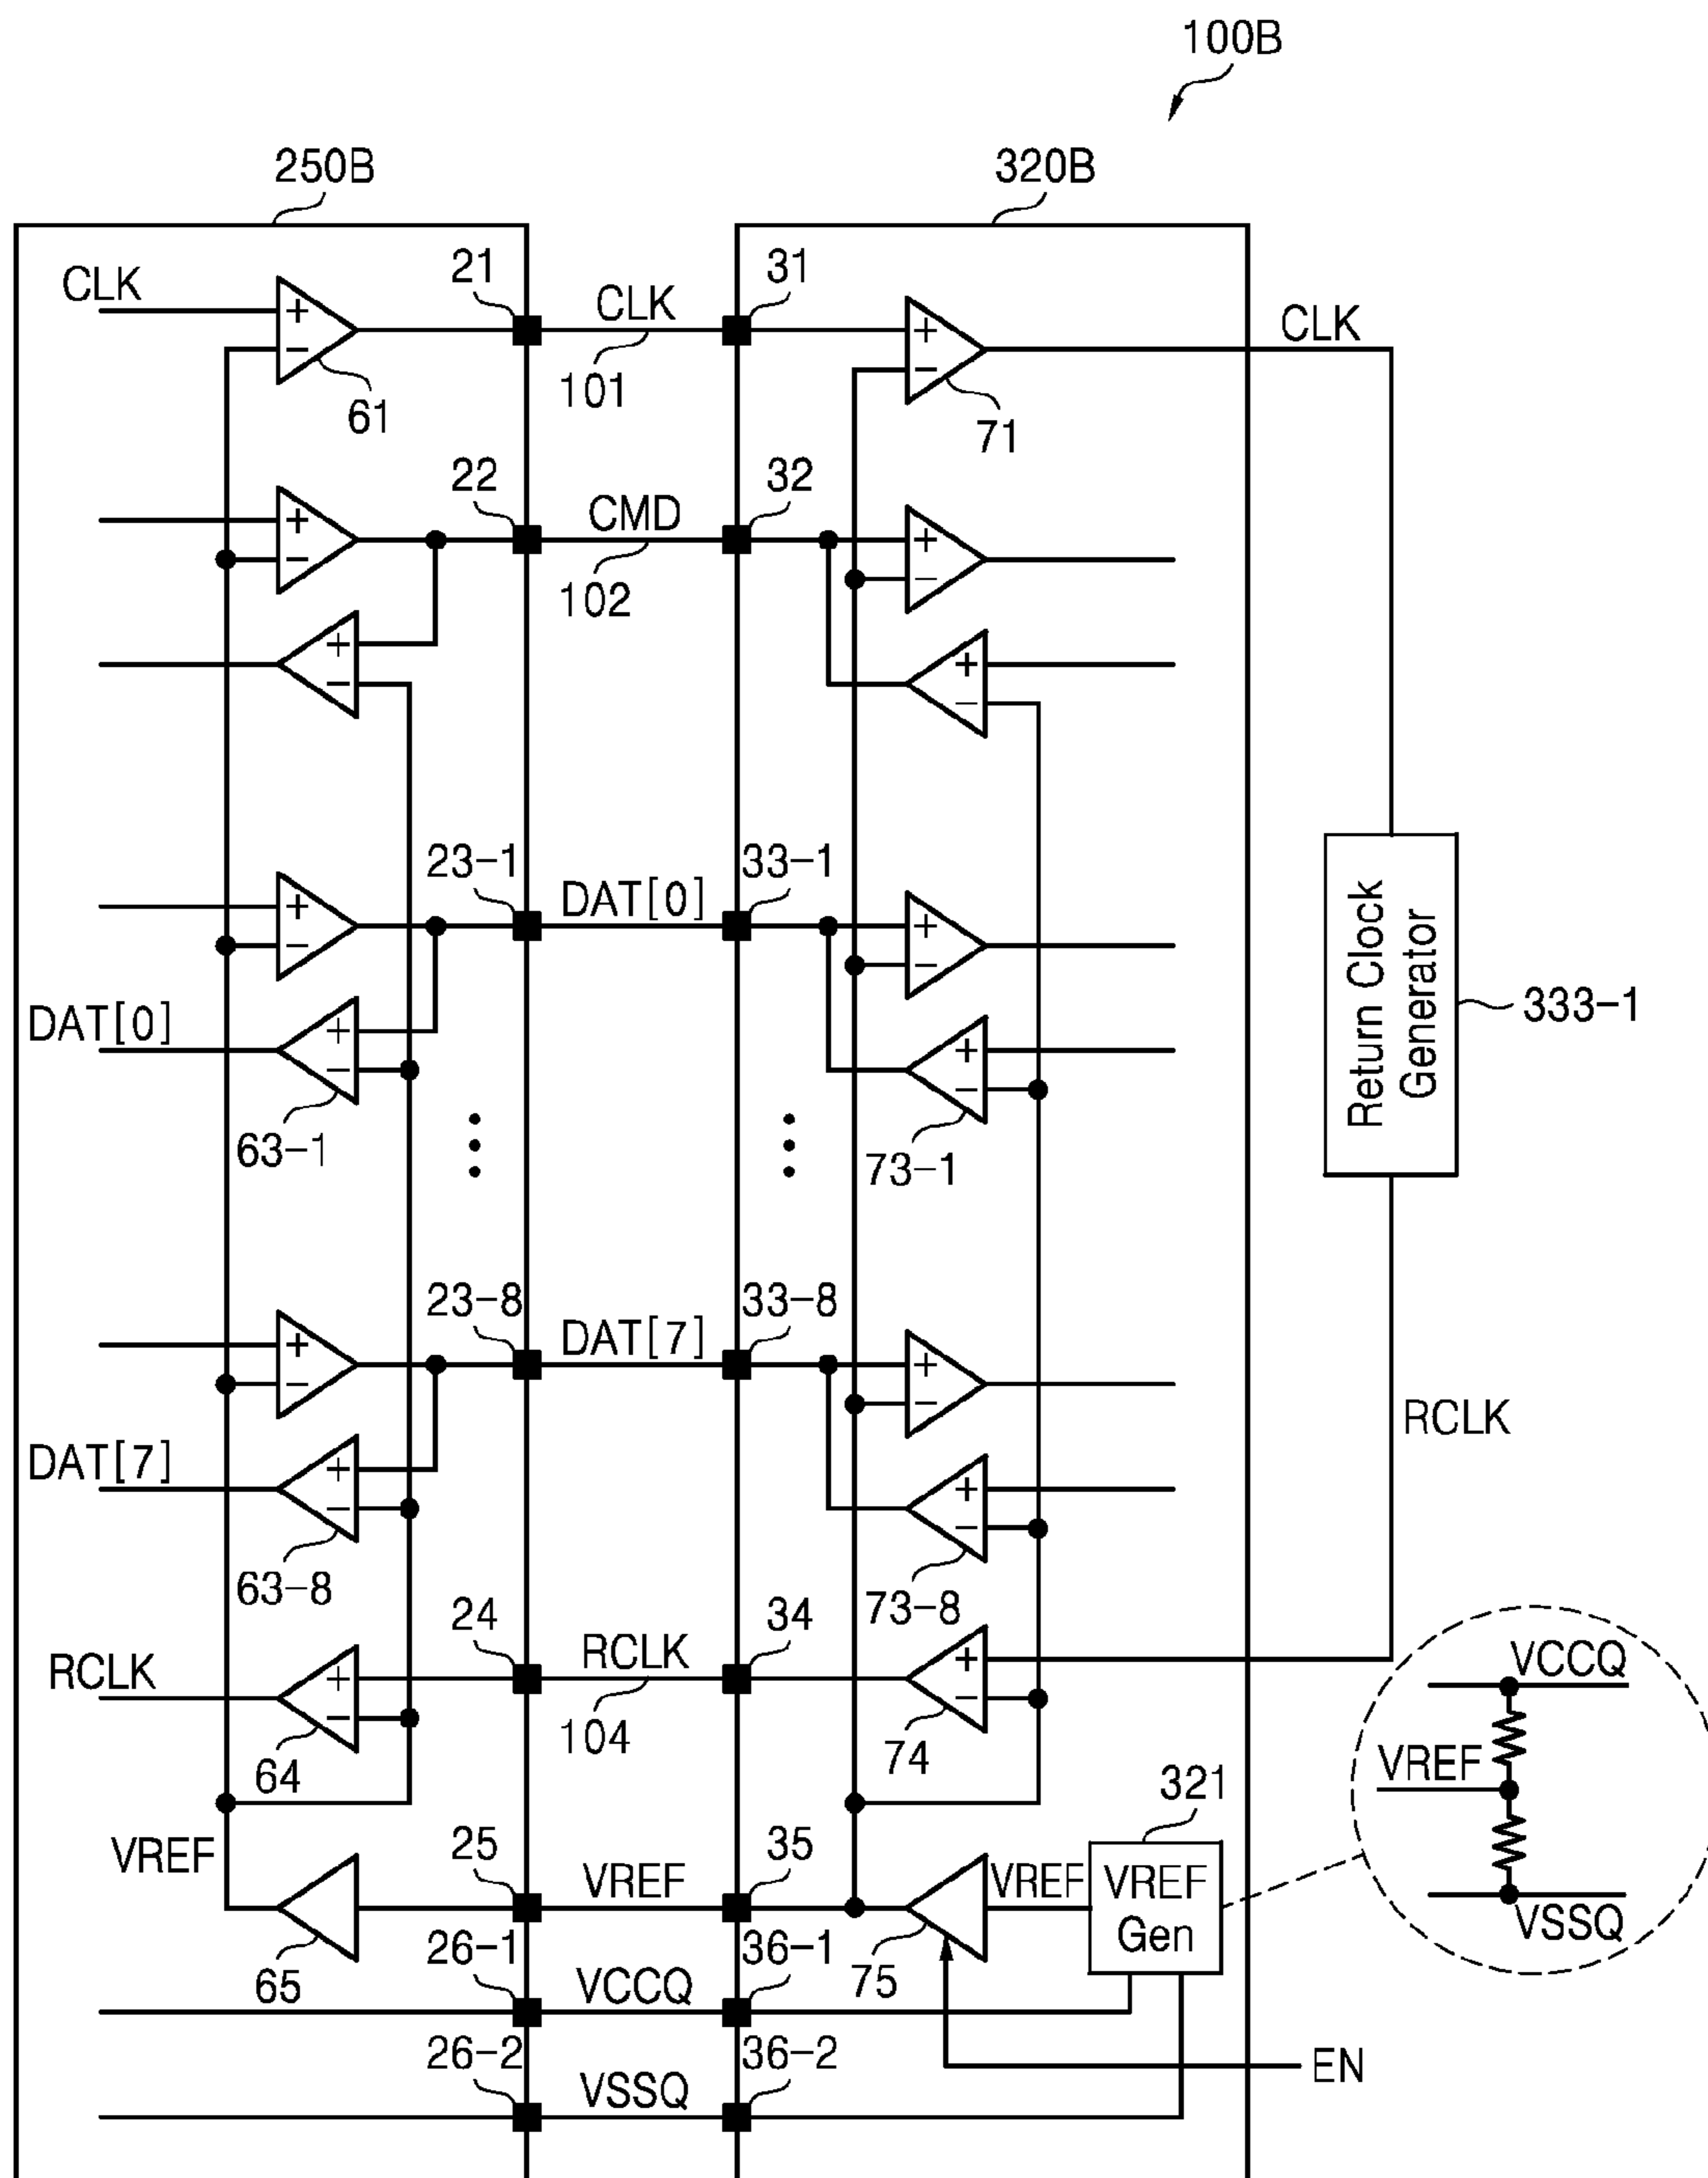 100B
250B
320B
CLK
21
CLK
31
CLK
+
−
61
101
+
−
71
22
CMD
32
+
−
102
+
−
+
−
+
−
23-1
DAT[0]
33-1
+
−
+
−
DAT[0]
+
−
63-1
+
−
73-1
Return Clock
Generator
333-1
23-8
DAT[7]
33-8
+
−
+
−
RCLK
DAT[7]
+
−
63-8
+
−
73-8
24
RCLK
34
RCLK
+
−
64
104
+
−
74
VCCQ
VREF
VSSQ
321
VREF
25
VREF
35
VREF
VREF
Gen
65
26-1
VCCQ
36-1
75
26-2
VSSQ
36-2
EN